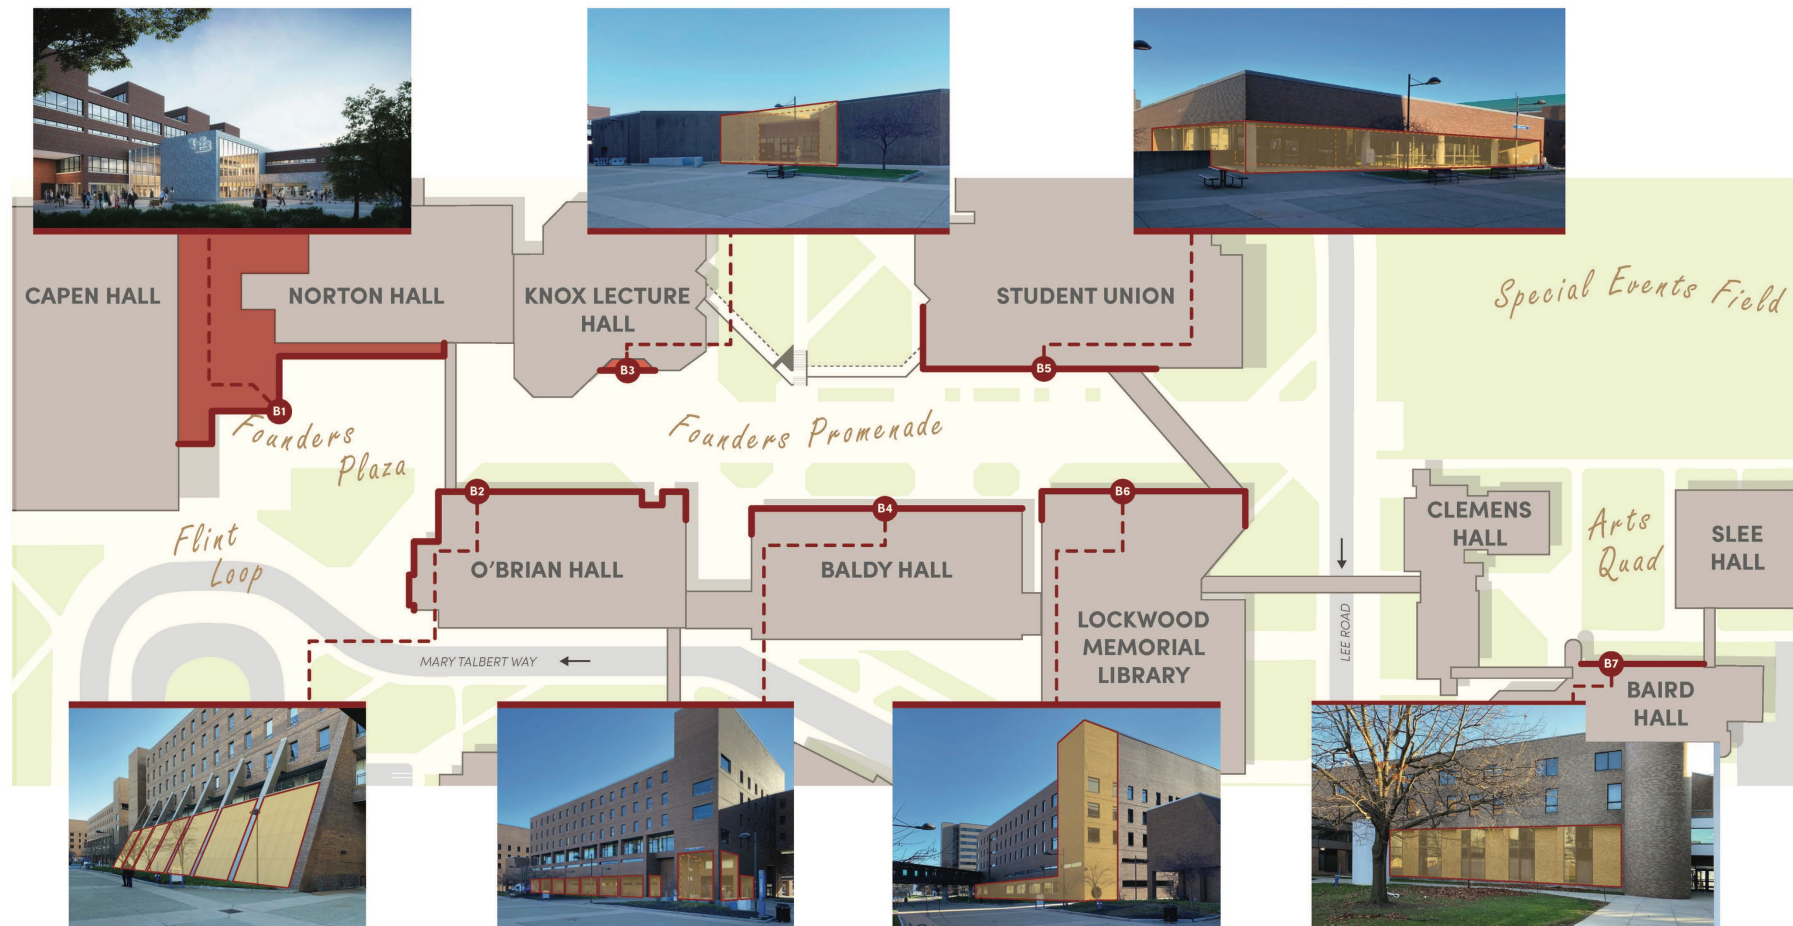 UB
CAPEN HALL
NORTON HALL
KNOX LECTURE
HALL
STUDENT UNION
Special Events Field
B3
B5
B1
Founders
Plaza
Founders Promenade
B2
B4
B6
Flint
Loop
O'BRIAN HALL
BALDY HALL
CLEMENS
HALL
Arts
Quad
SLEE
HALL
LOCKWOOD
MEMORIAL
LIBRARY
LEE ROAD
MARY TALBERT WAY
B7
BAIRD
HALL